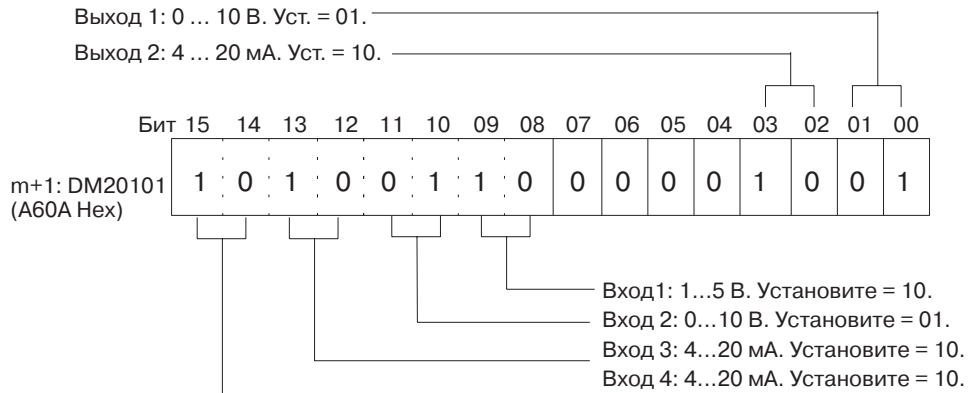 Выход 1: 0 ... 10 В. Уст. = 01.
Выход 2: 4 ... 20 мА. Уст. = 10.
Бит 15 14 13 12 11 10 09 08 07 06 05 04 03 02 01 00
m+1: DM20101 1 0 1 0 0 1 1 0 0 0 0 0 1 0 0 1
(A60A Hex)
Вход1: 1...5 В. Установите = 10.
Вход 2: 0...10 В. Установите = 01.
Вход 3: 4...20 мА. Установите = 10.
Вход 4: 4...20 мА. Установите = 10.